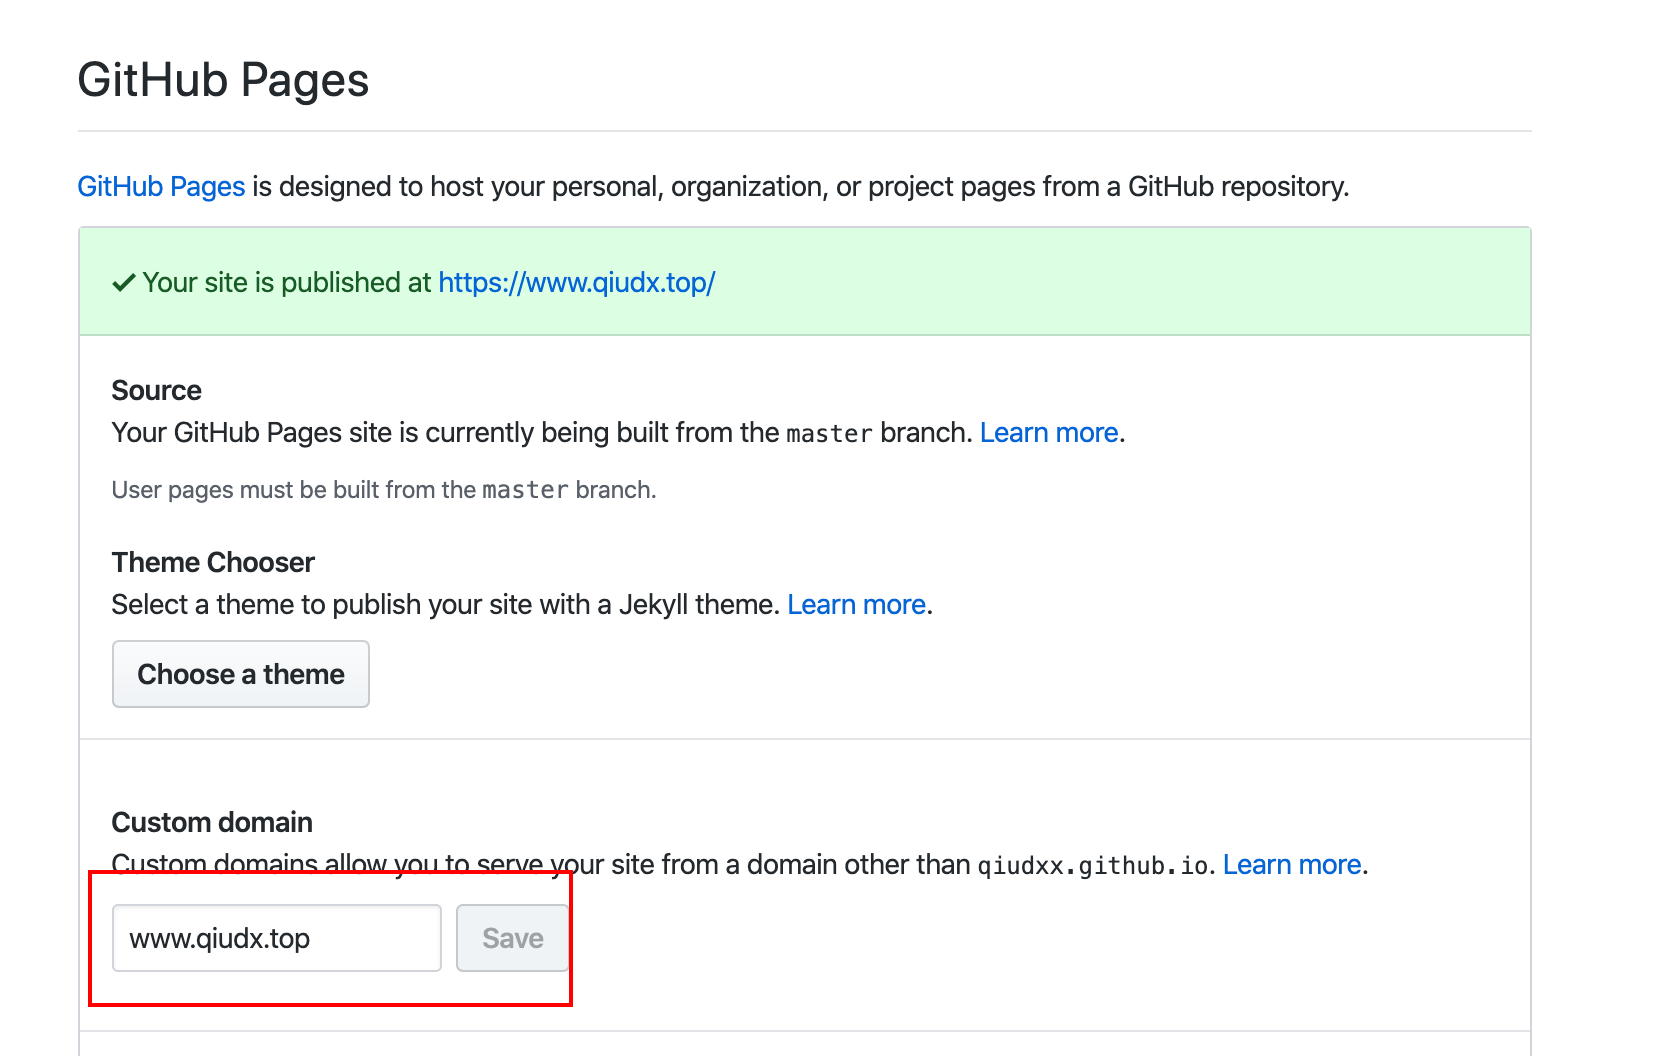 GitHub Pages
GitHub Pages is designed to host your personal, organization, or project pages from a GitHub repository.
Your site is published at https://www.qiudx.top/
Source
Your GitHub Pages site is currently being built from the master branch. Learn more.
User pages must be built from the master branch.
Theme Chooser
Select a theme to publish your site with a Jekyll theme. Learn more.
Choose a theme
Custom domain
Custom domains allow you to serve your site from a domain other than qiudxx.github.io. Learn more.
www.qiudx.top Save